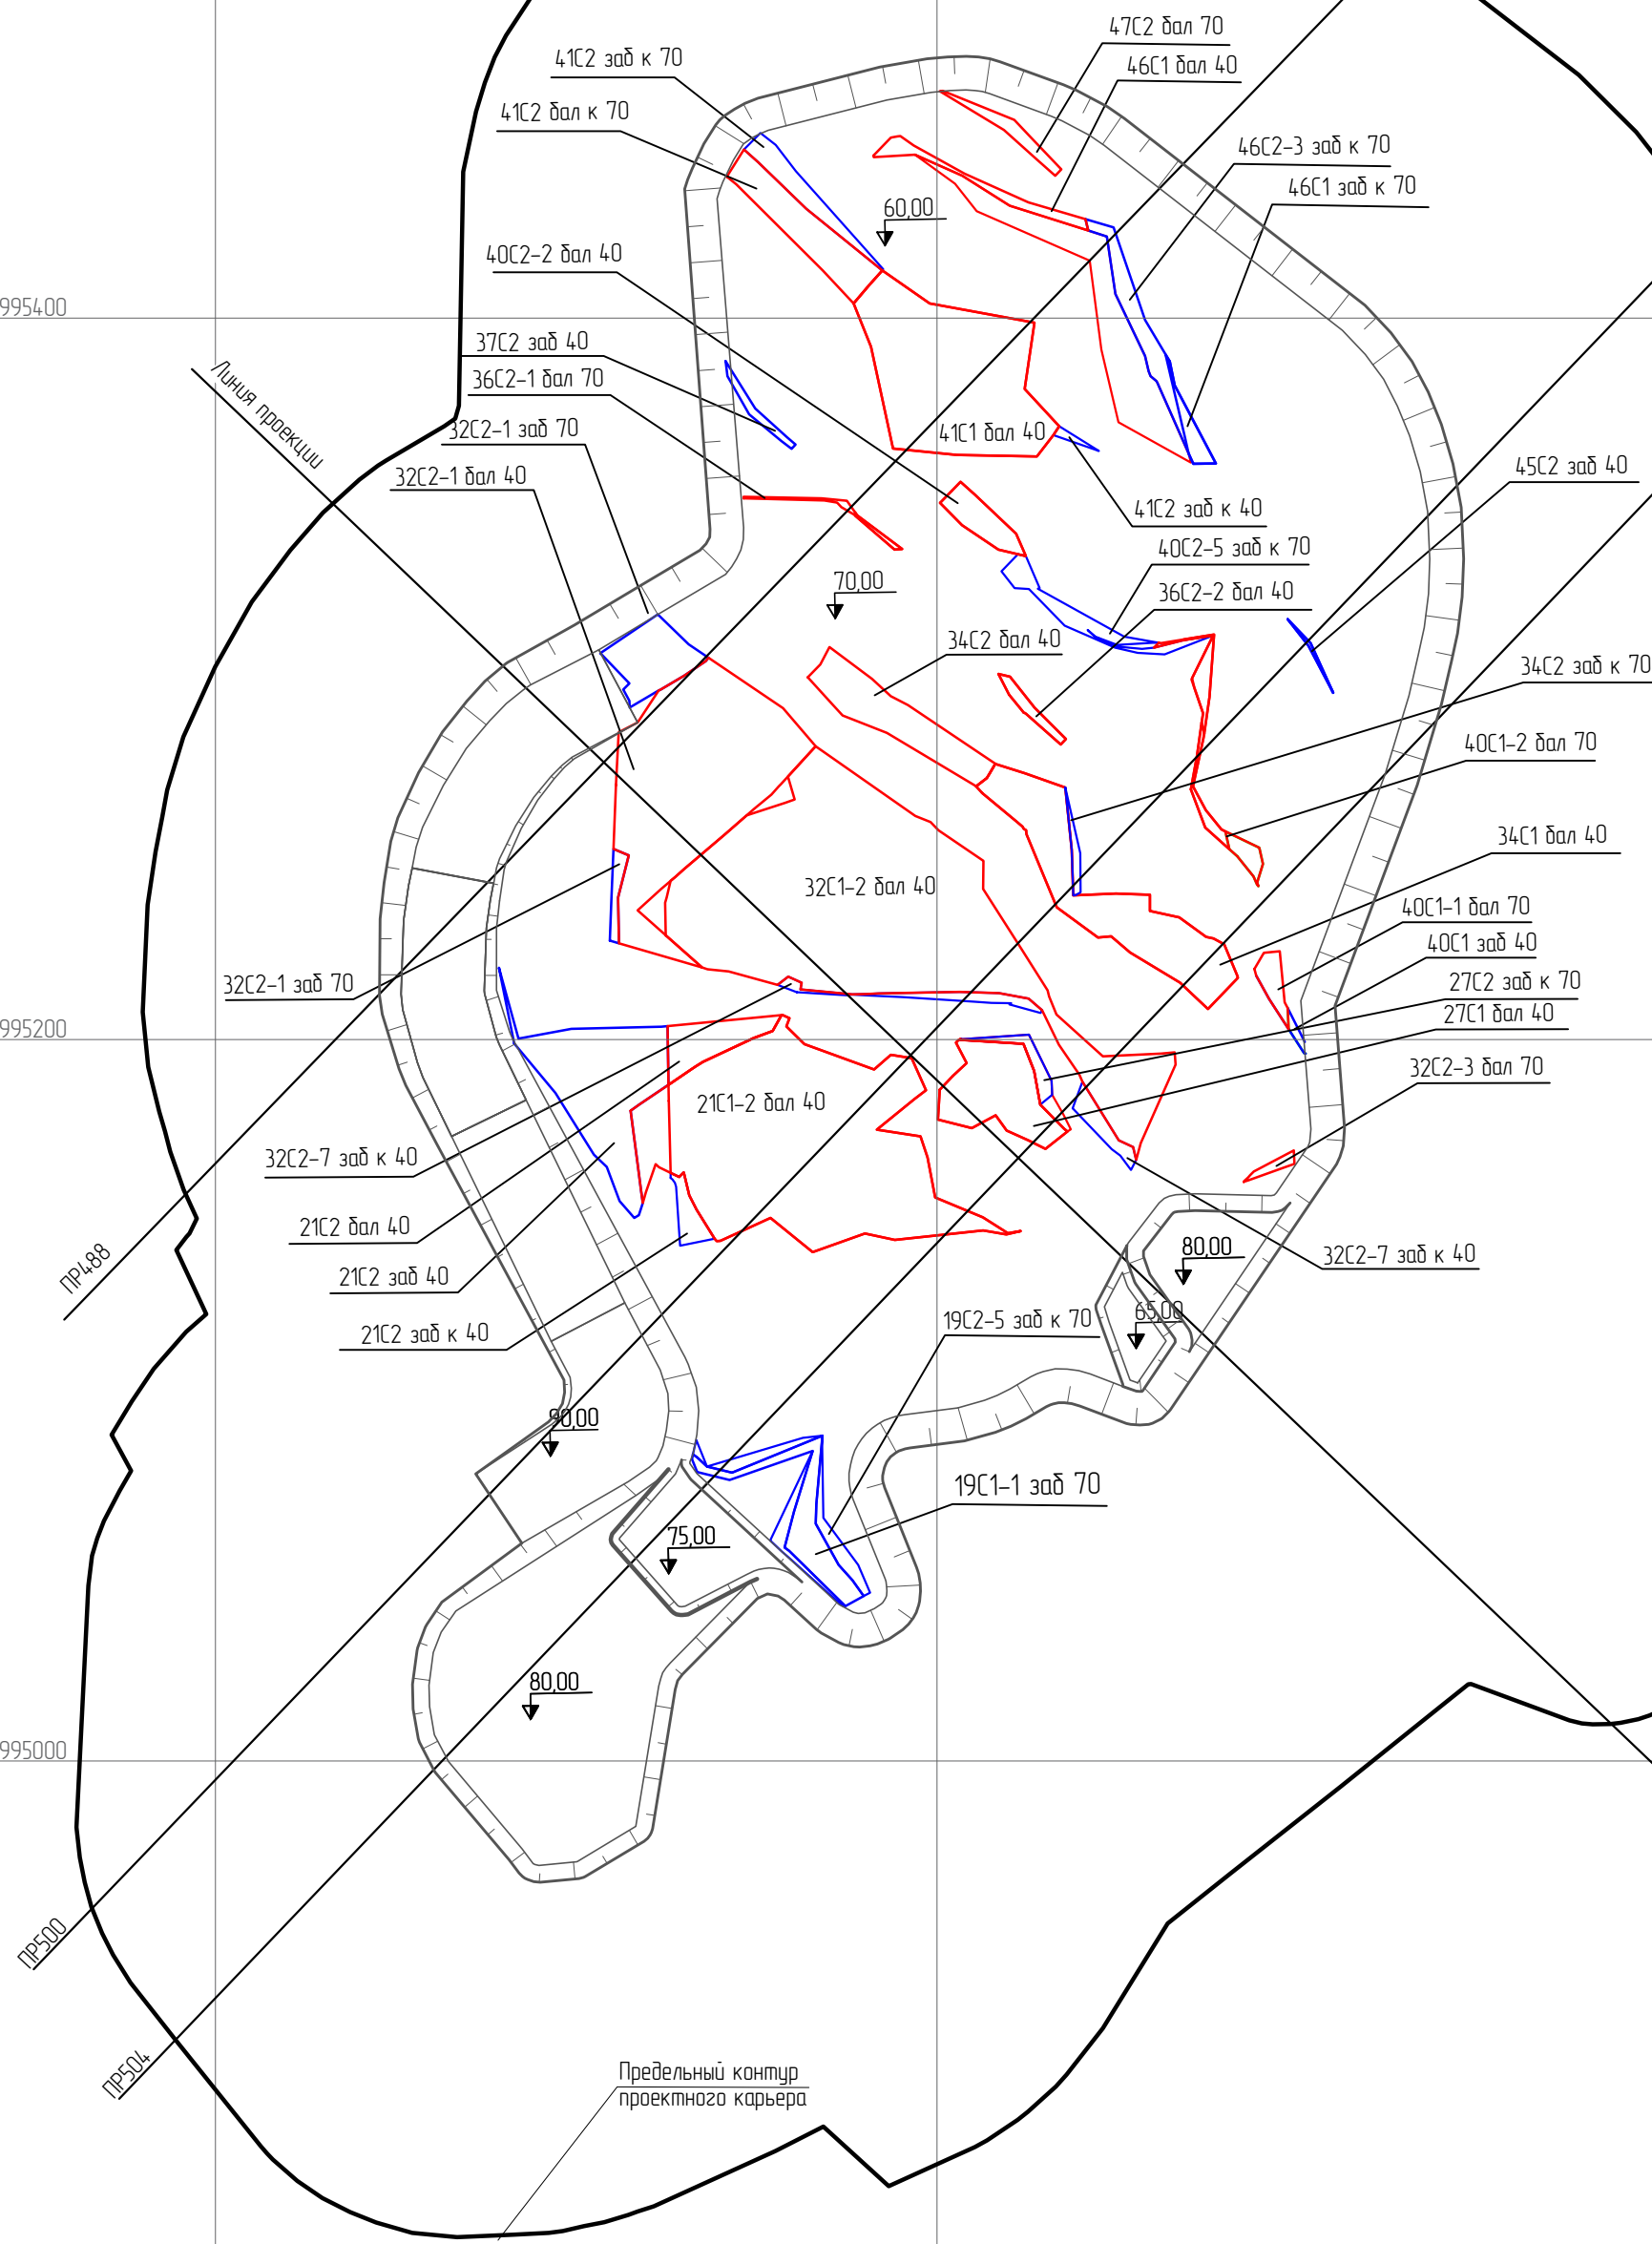 47С2 бал 70
41С2 заб к 70
46С1 бал 40
41С2 бал к 70
46С2-3 заб к 70
46С1 заб к 70
60,00
40С2-2 бал 40
995400
37С2 заб 40
36С2-1 бал 70
Линия проекции
32С2-1 заб 70
41С1 бал 40
32С2-1 бал 40
45С2 заб 40
41С2 заб к 40
40С2-5 заб к 70
70,00
36С2-2 бал 40
34С2 бал 40
34С2 заб к 70
40С1-2 бал 70
34С1 бал 40
32С1-2 бал 40
40С1-1 бал 70
40С1 заб 40
32С2-1 заб 70
27С2 заб к 70
27С1 бал 40
995200
32С2-3 бал 70
21С1-2 бал 40
32С2-7 заб к 40
21С2 бал 40
80,00
32С2-7 заб к 40
ПР488
21С2 заб 40
65,00
19С2-5 заб к 70
21С2 заб к 40
90,00
19С1-1 заб 70
75,00
80,00
995000
ПР500
ПР504
Предельный контур
проектного карьера